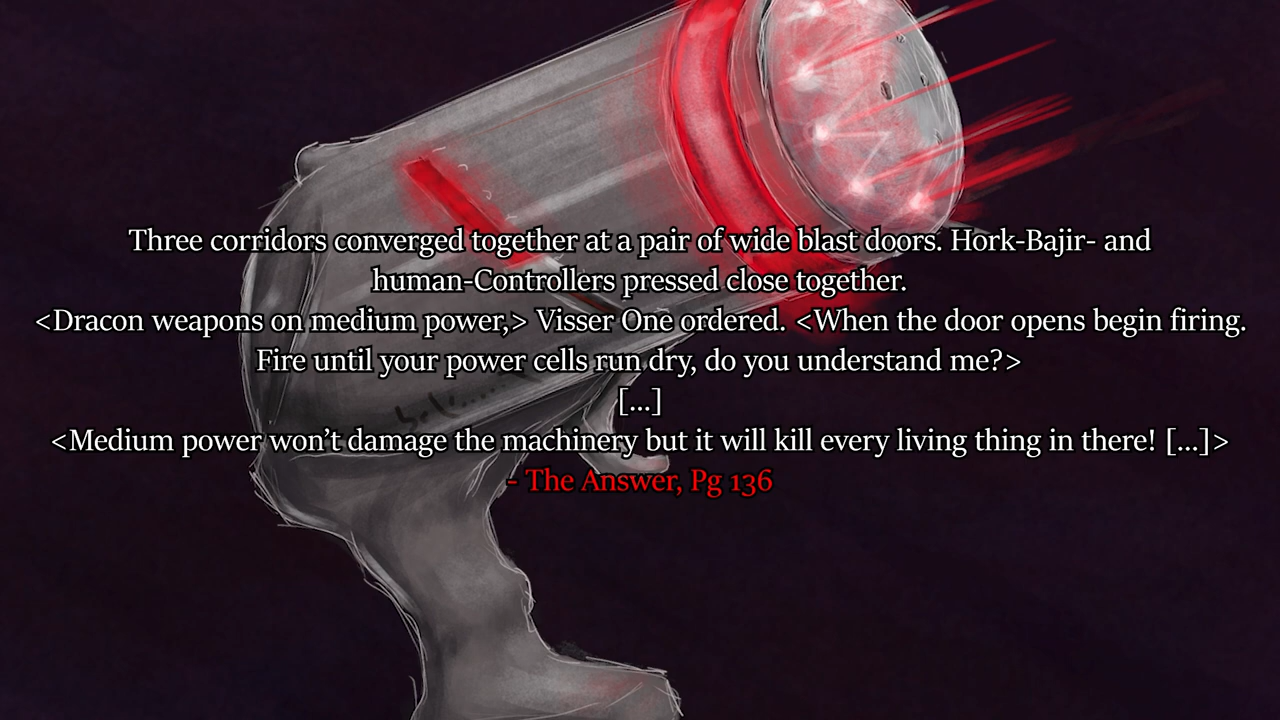 Three corridors converged together at a pair of wide blast doors. Hork-Bajir- and
human-Controllers pressed close together.
<Dracon weapons on medium power,> Visser One ordered. <When the door opens begin firing.
Fire until your power cells run dry, do you understand me?>
[...]
<Medium power won’t damage the machinery but it will kill every living thing in there! [...]>
- The Answer, Pg 136